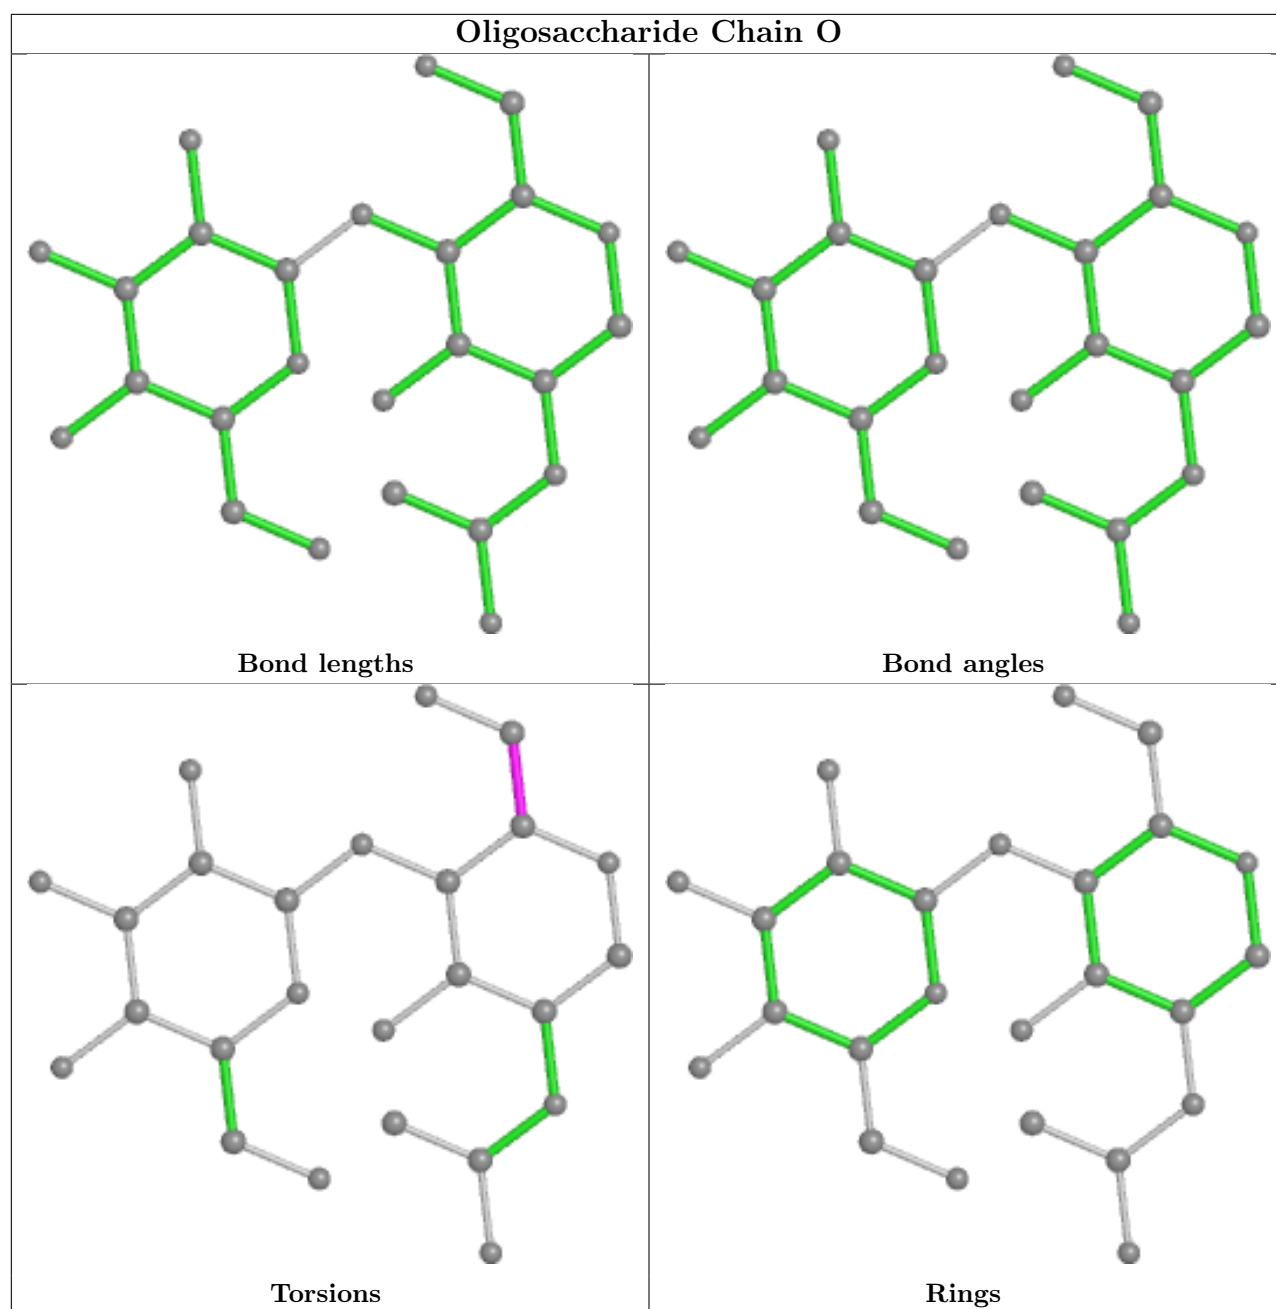 Oligosaccharide Chain O
Bond lengths
Bond angles
Torsions
Rings